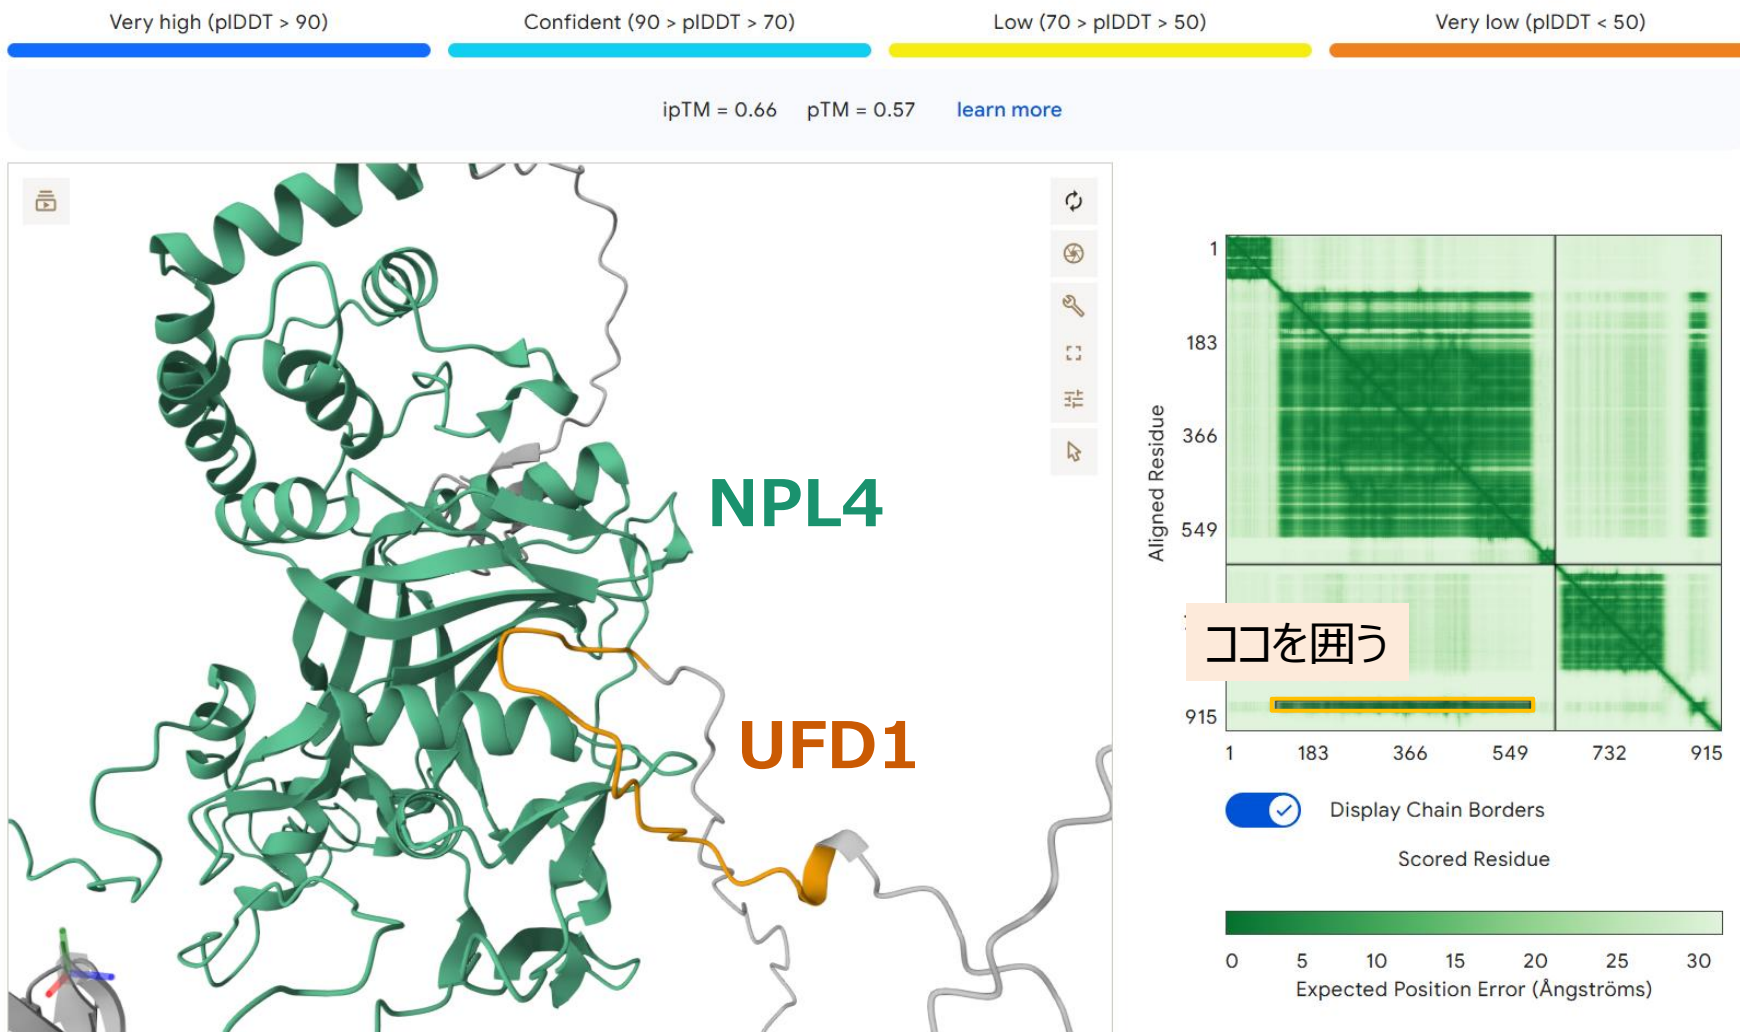 Very high (plDDT > 90)
Confident (90 > plDDT > 70)
Low (70 > plDDT > 50)
Very low (plDDT < 50)
ipTM = 0.66 pTM = 0.57 learn more
NPL4
UFD1
Aligned Residue
1
183
366
549
915
ココを囲う
1 183 366 549 732 915
Display Chain Borders
Scored Residue
0 5 10 15 20 25 30
Expected Position Error (Ångströms)